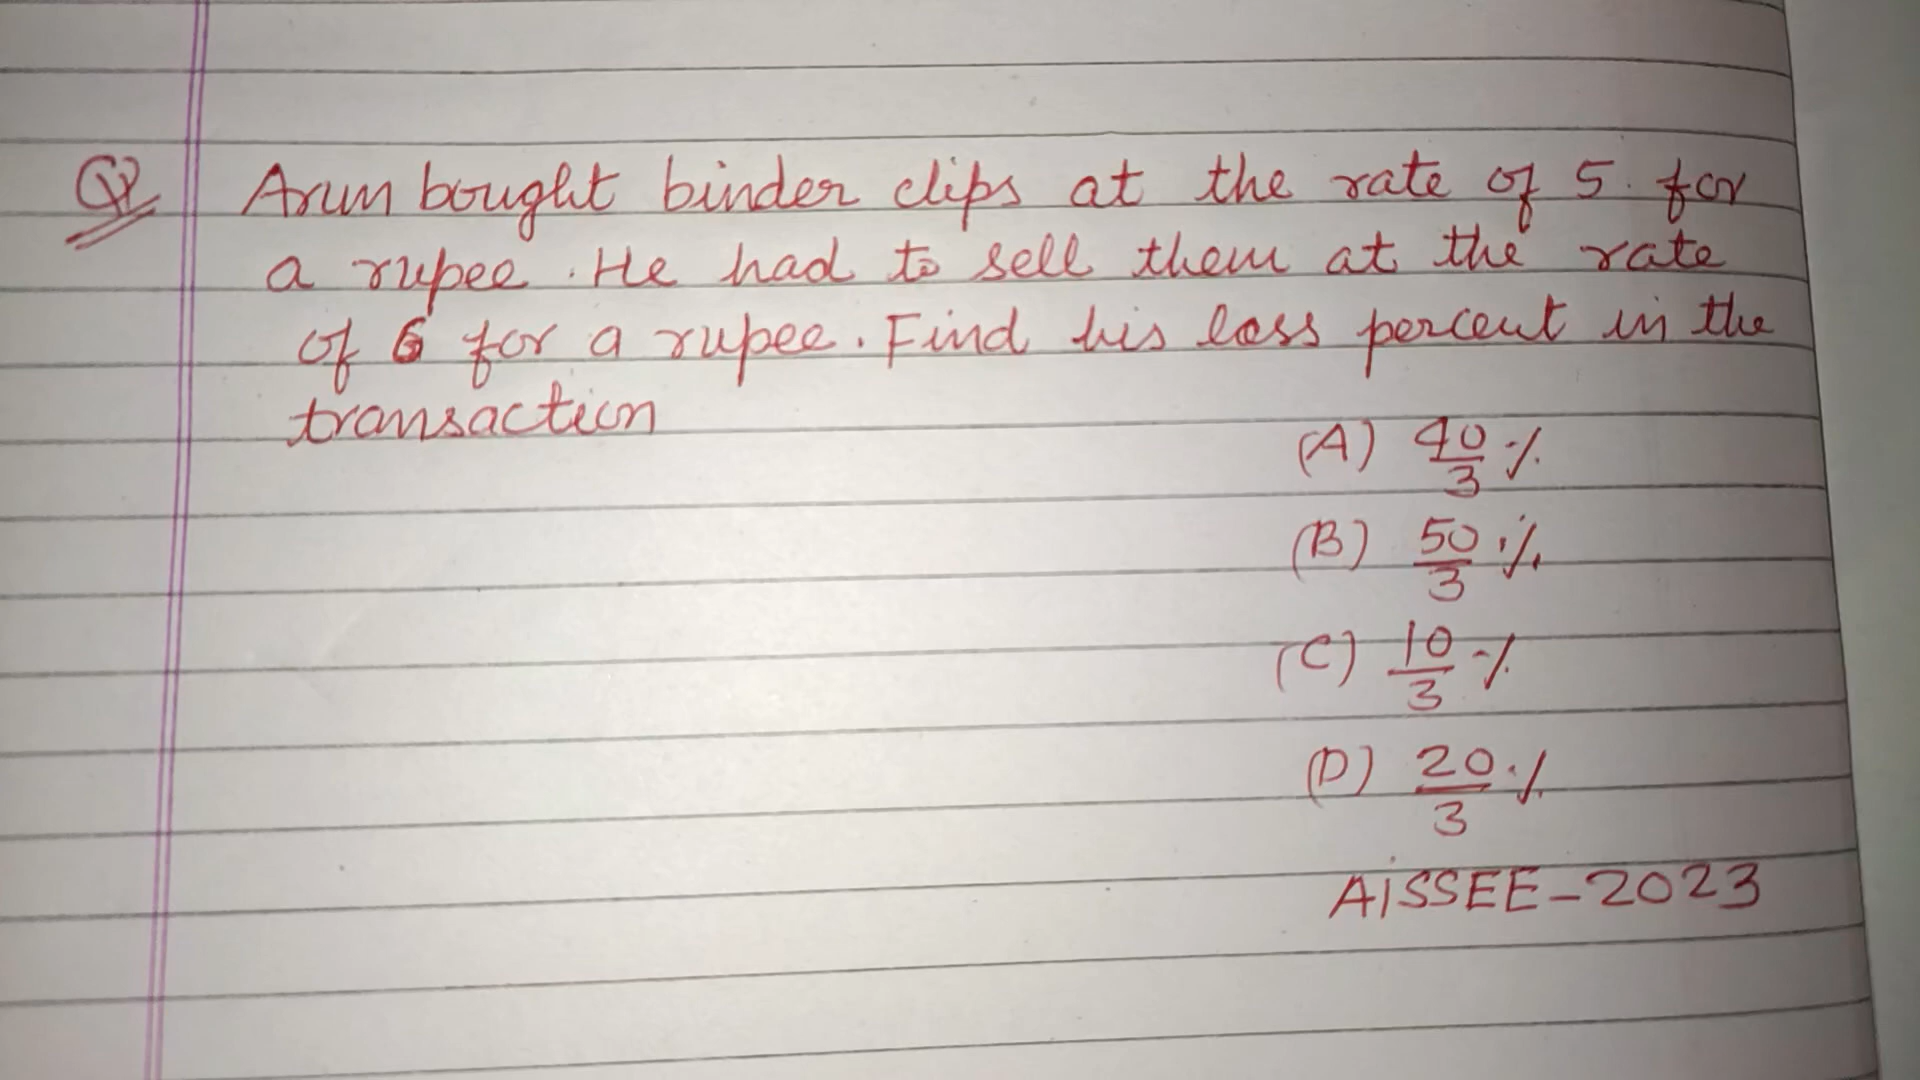 Q Arun bought binder clips at the rate of 5 for
a rupee. He had to sell them at the rate
of 6 for a rupee. Find his loss percent in the
transaction
(A) 40/3 %
(B) 50/3 %
(C) 10/3 %
(D) 20/3 %
AISSEE-2023